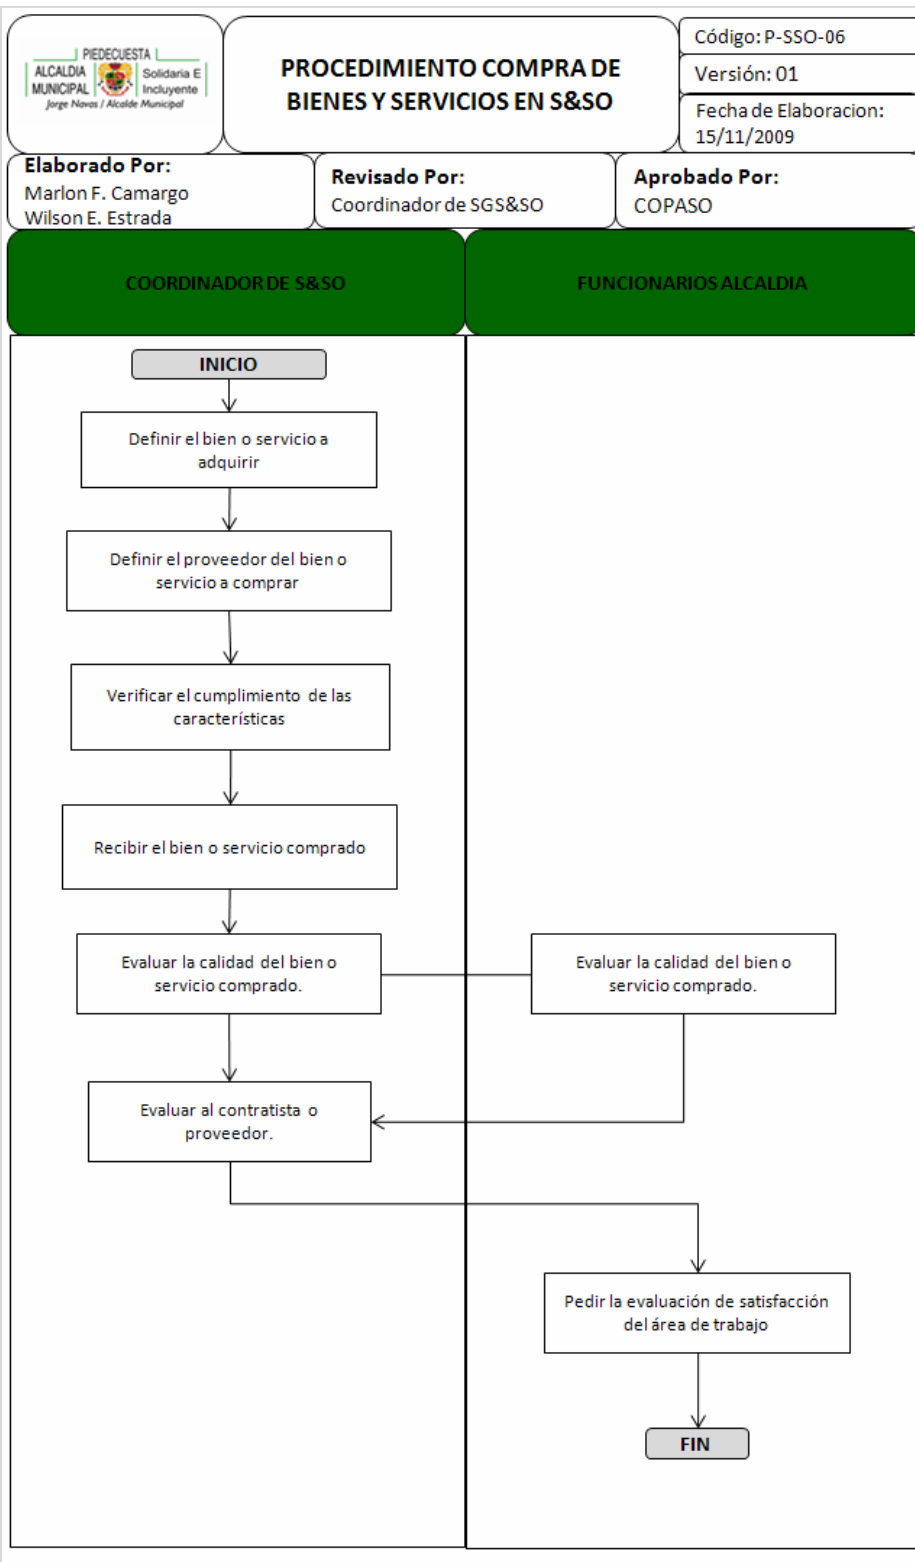 PIEDECUESTA
ALCALDIA
MUNICIPAL
Solidaria E
Incluyente
Jorge Navas / Alcalde Municipal
PROCEDIMIENTO COMPRA DE
BIENES Y SERVICIOS EN S&SO
Código: P-SSO-06
Versión: 01
Fecha de Elaboracion:
15/11/2009
Elaborado Por:
Marlon F. Camargo
Wilson E. Estrada
Revisado Por:
Coordinador de SGS&SO
Aprobado Por:
COPASO
COORDINADOR DE S&SO
FUNCIONARIOS ALCALDIA
INICIO
Definir el bien o servicio a
adquirir
Definir el proveedor del bien o
servicio a comprar
Verificar el cumplimiento de las
características
Recibir el bien o servicio comprado
Evaluar la calidad del bien o
servicio comprado.
Evaluar la calidad del bien o
servicio comprado.
Evaluar al contratista o
proveedor.
Pedir la evaluación de satisfacción
del área de trabajo
FIN